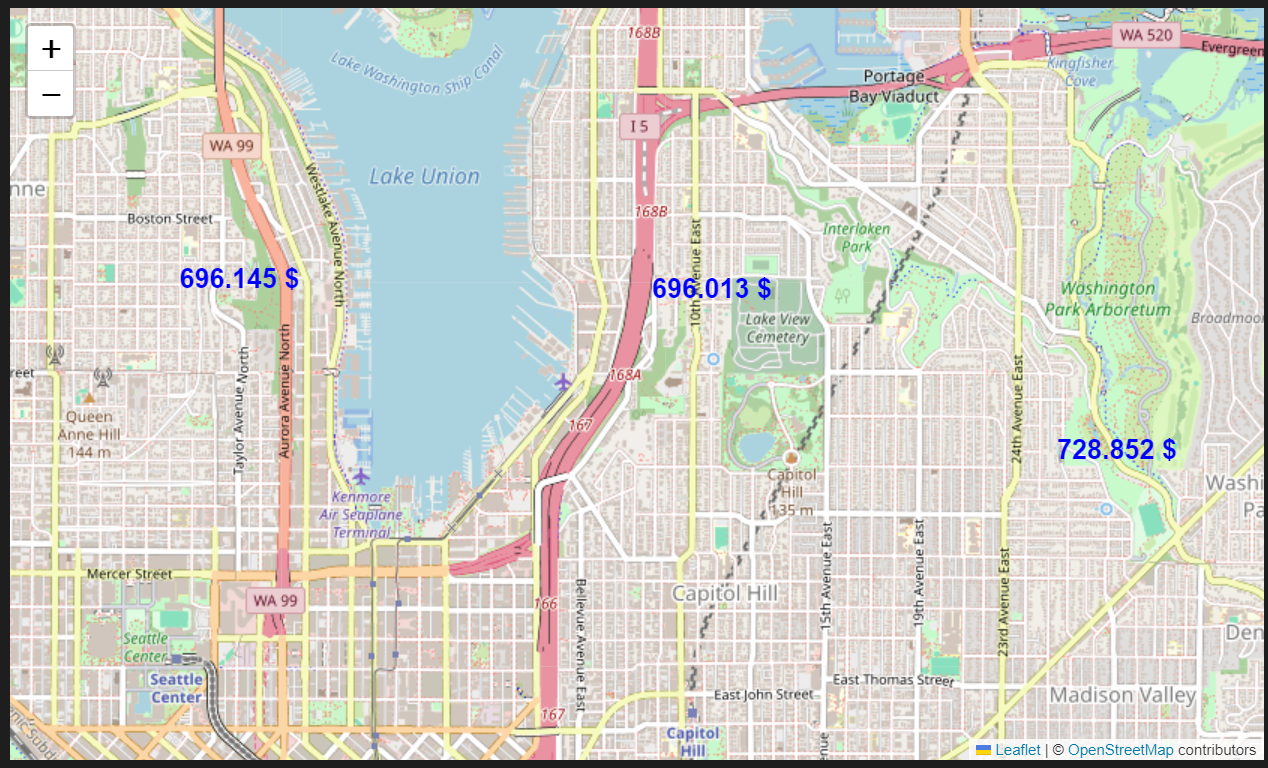 +
−
168B
WA 520
Evergreen
Lake Washington Ship Canal
Kingfisher
Cove
Portage
Bay Viaduct
I 5
WA 99
Lake Union
nne
Westlake Avenue North
Boston Street
168B
10th Avenue East
Interlaken
Park
696.145 $
696.013 $
Washington
Park Arboretum
Lake View
Cemetery
Broadmoor
Taylor Avenue North
Aurora Avenue North
24th Avenue East
reet
168A
Queen
Anne Hill
144 m
167
728.852 $
Capitol
Hill
135 m
Kenmore
Air Seaplane
Terminal
Washi
Pa
Mercer Street
WA 99
166
Bellevue Avenue East
Capitol Hill
15th Avenue East
19th Avenue East
23rd Avenue East
Seattle
Center
Den
Seattle
Center
East John Street
East Thomas Street
Madison Valley
167
Capitol
Hill
nue
Leaflet | © OpenStreetMap contributors